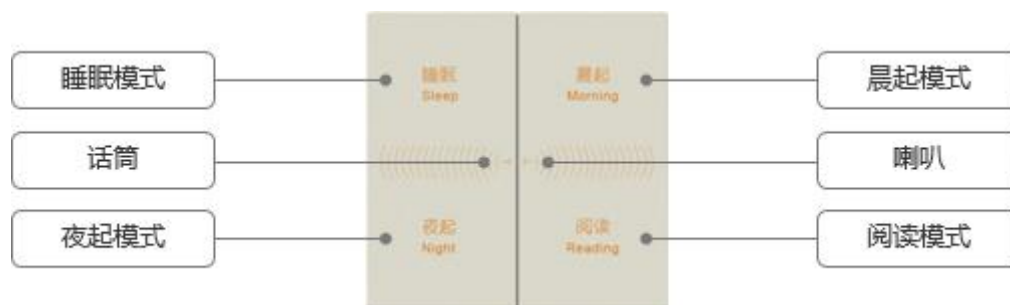 睡眠模式
睡眠
Sleep
晨起
Morning
晨起模式
话筒
喇叭
夜起模式
夜起
Night
阅读
Reading
阅读模式